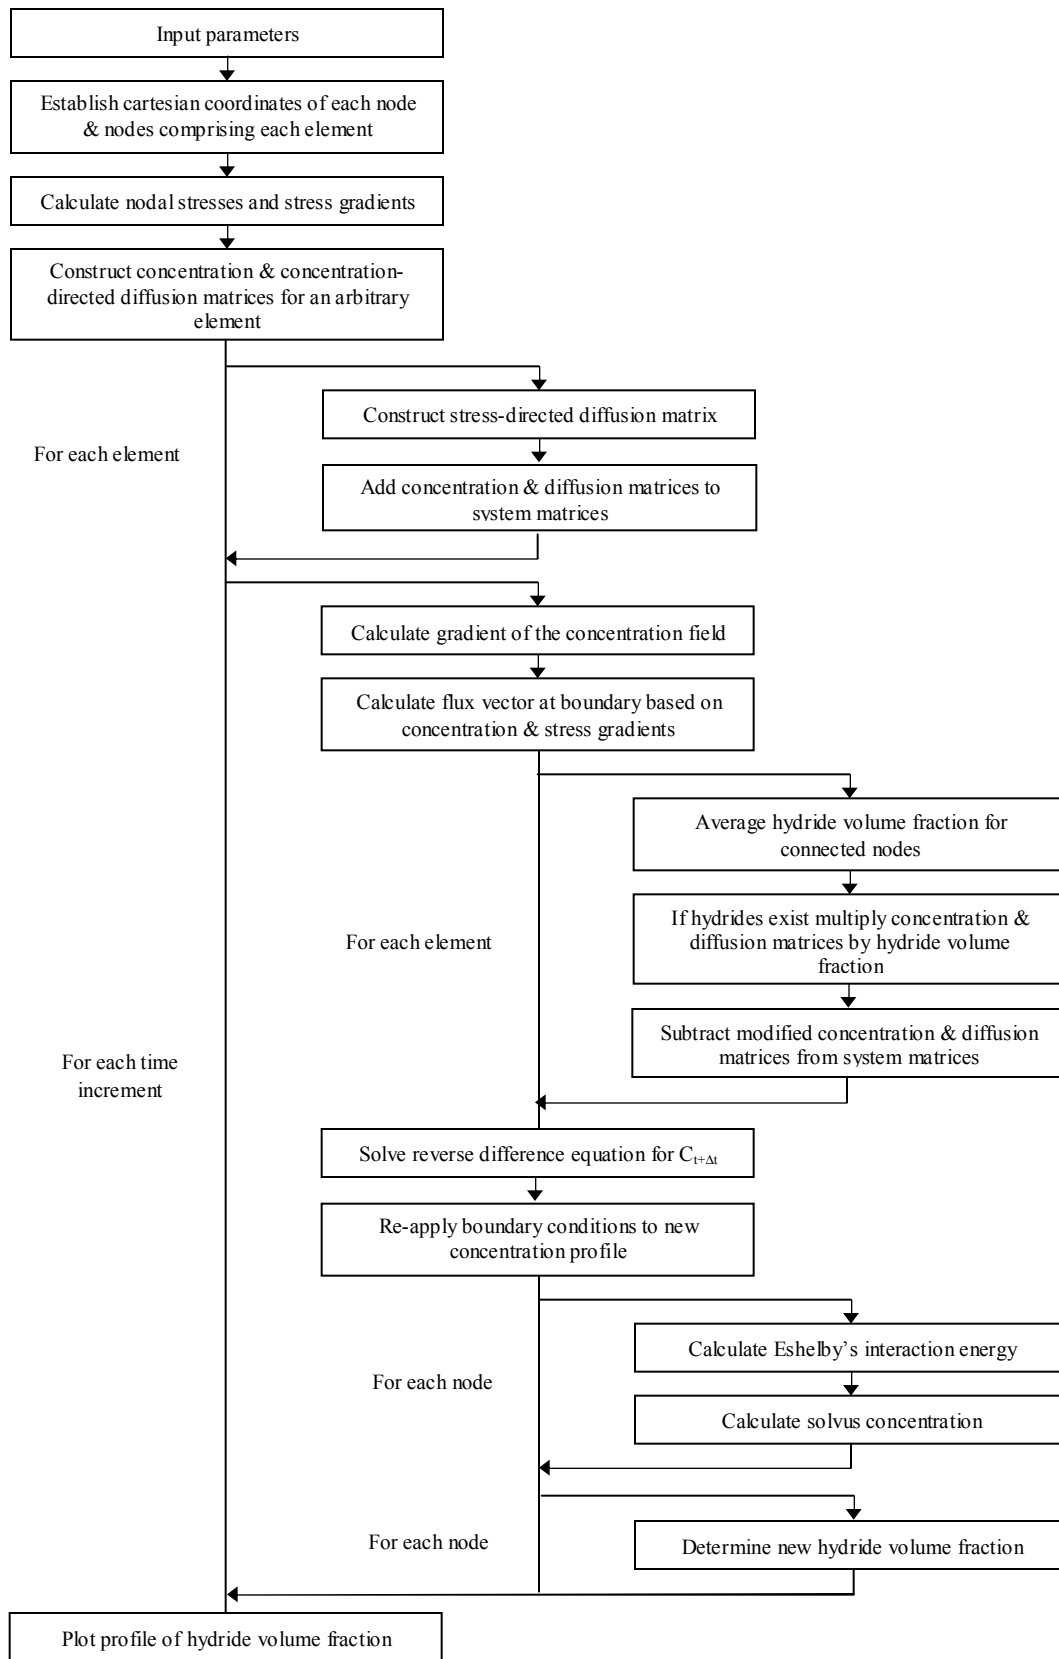 Input parameters
Establish cartesian coordinates of each node
& nodes comprising each element
Calculate nodal stresses and stress gradients
Construct concentration & concentration-
directed diffusion matrices for an arbitrary
element
For each element
Construct stress-directed diffusion matrix
Add concentration & diffusion matrices to
system matrices
Calculate gradient of the concentration field
Calculate flux vector at boundary based on
concentration & stress gradients
For each element
Average hydride volume fraction for
connected nodes
If hydrides exist multiply concentration &
diffusion matrices by hydride volume
fraction
Subtract modified concentration & diffusion
matrices from system matrices
For each time
increment
Solve reverse difference equation for Cₜ₊Δₜ
Re-apply boundary conditions to new
concentration profile
For each node
Calculate Eshelby’s interaction energy
Calculate solvus concentration
For each node
Determine new hydride volume fraction
Plot profile of hydride volume fraction